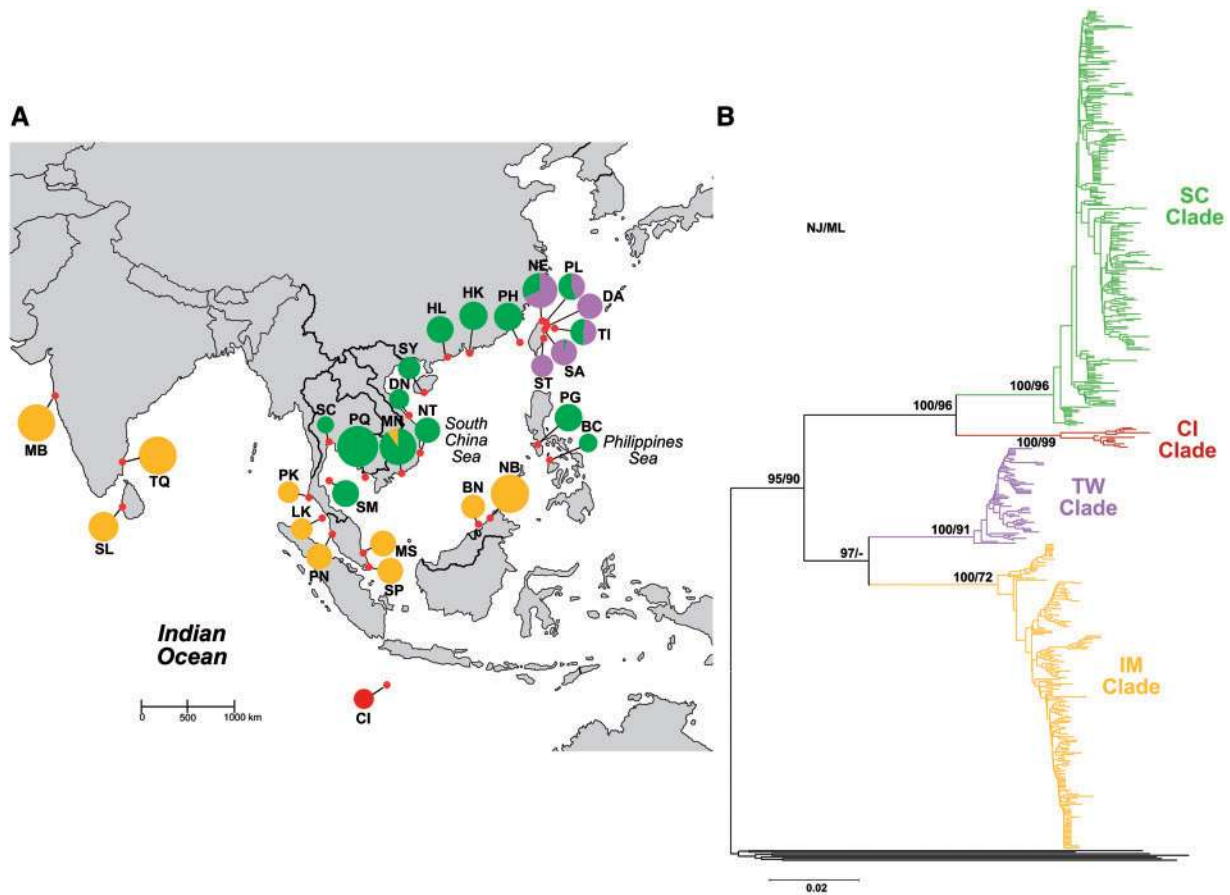 A
B
NJ/ML
SC
Clade
CI
Clade
TW
Clade
IM
Clade
100/96
100/96
100/99
95/90
100/91
97/-
100/72
0.02
NE
PL
DA
TI
SA
ST
PH
HK
HL
SY
DN
NT
MN
PQ
SC
South
China
Sea
PG
BC
Philippines
Sea
NB
BN
PK
SM
LK
MS
PN
SP
MB
TQ
SL
Indian
Ocean
CI
0 500 1000 km